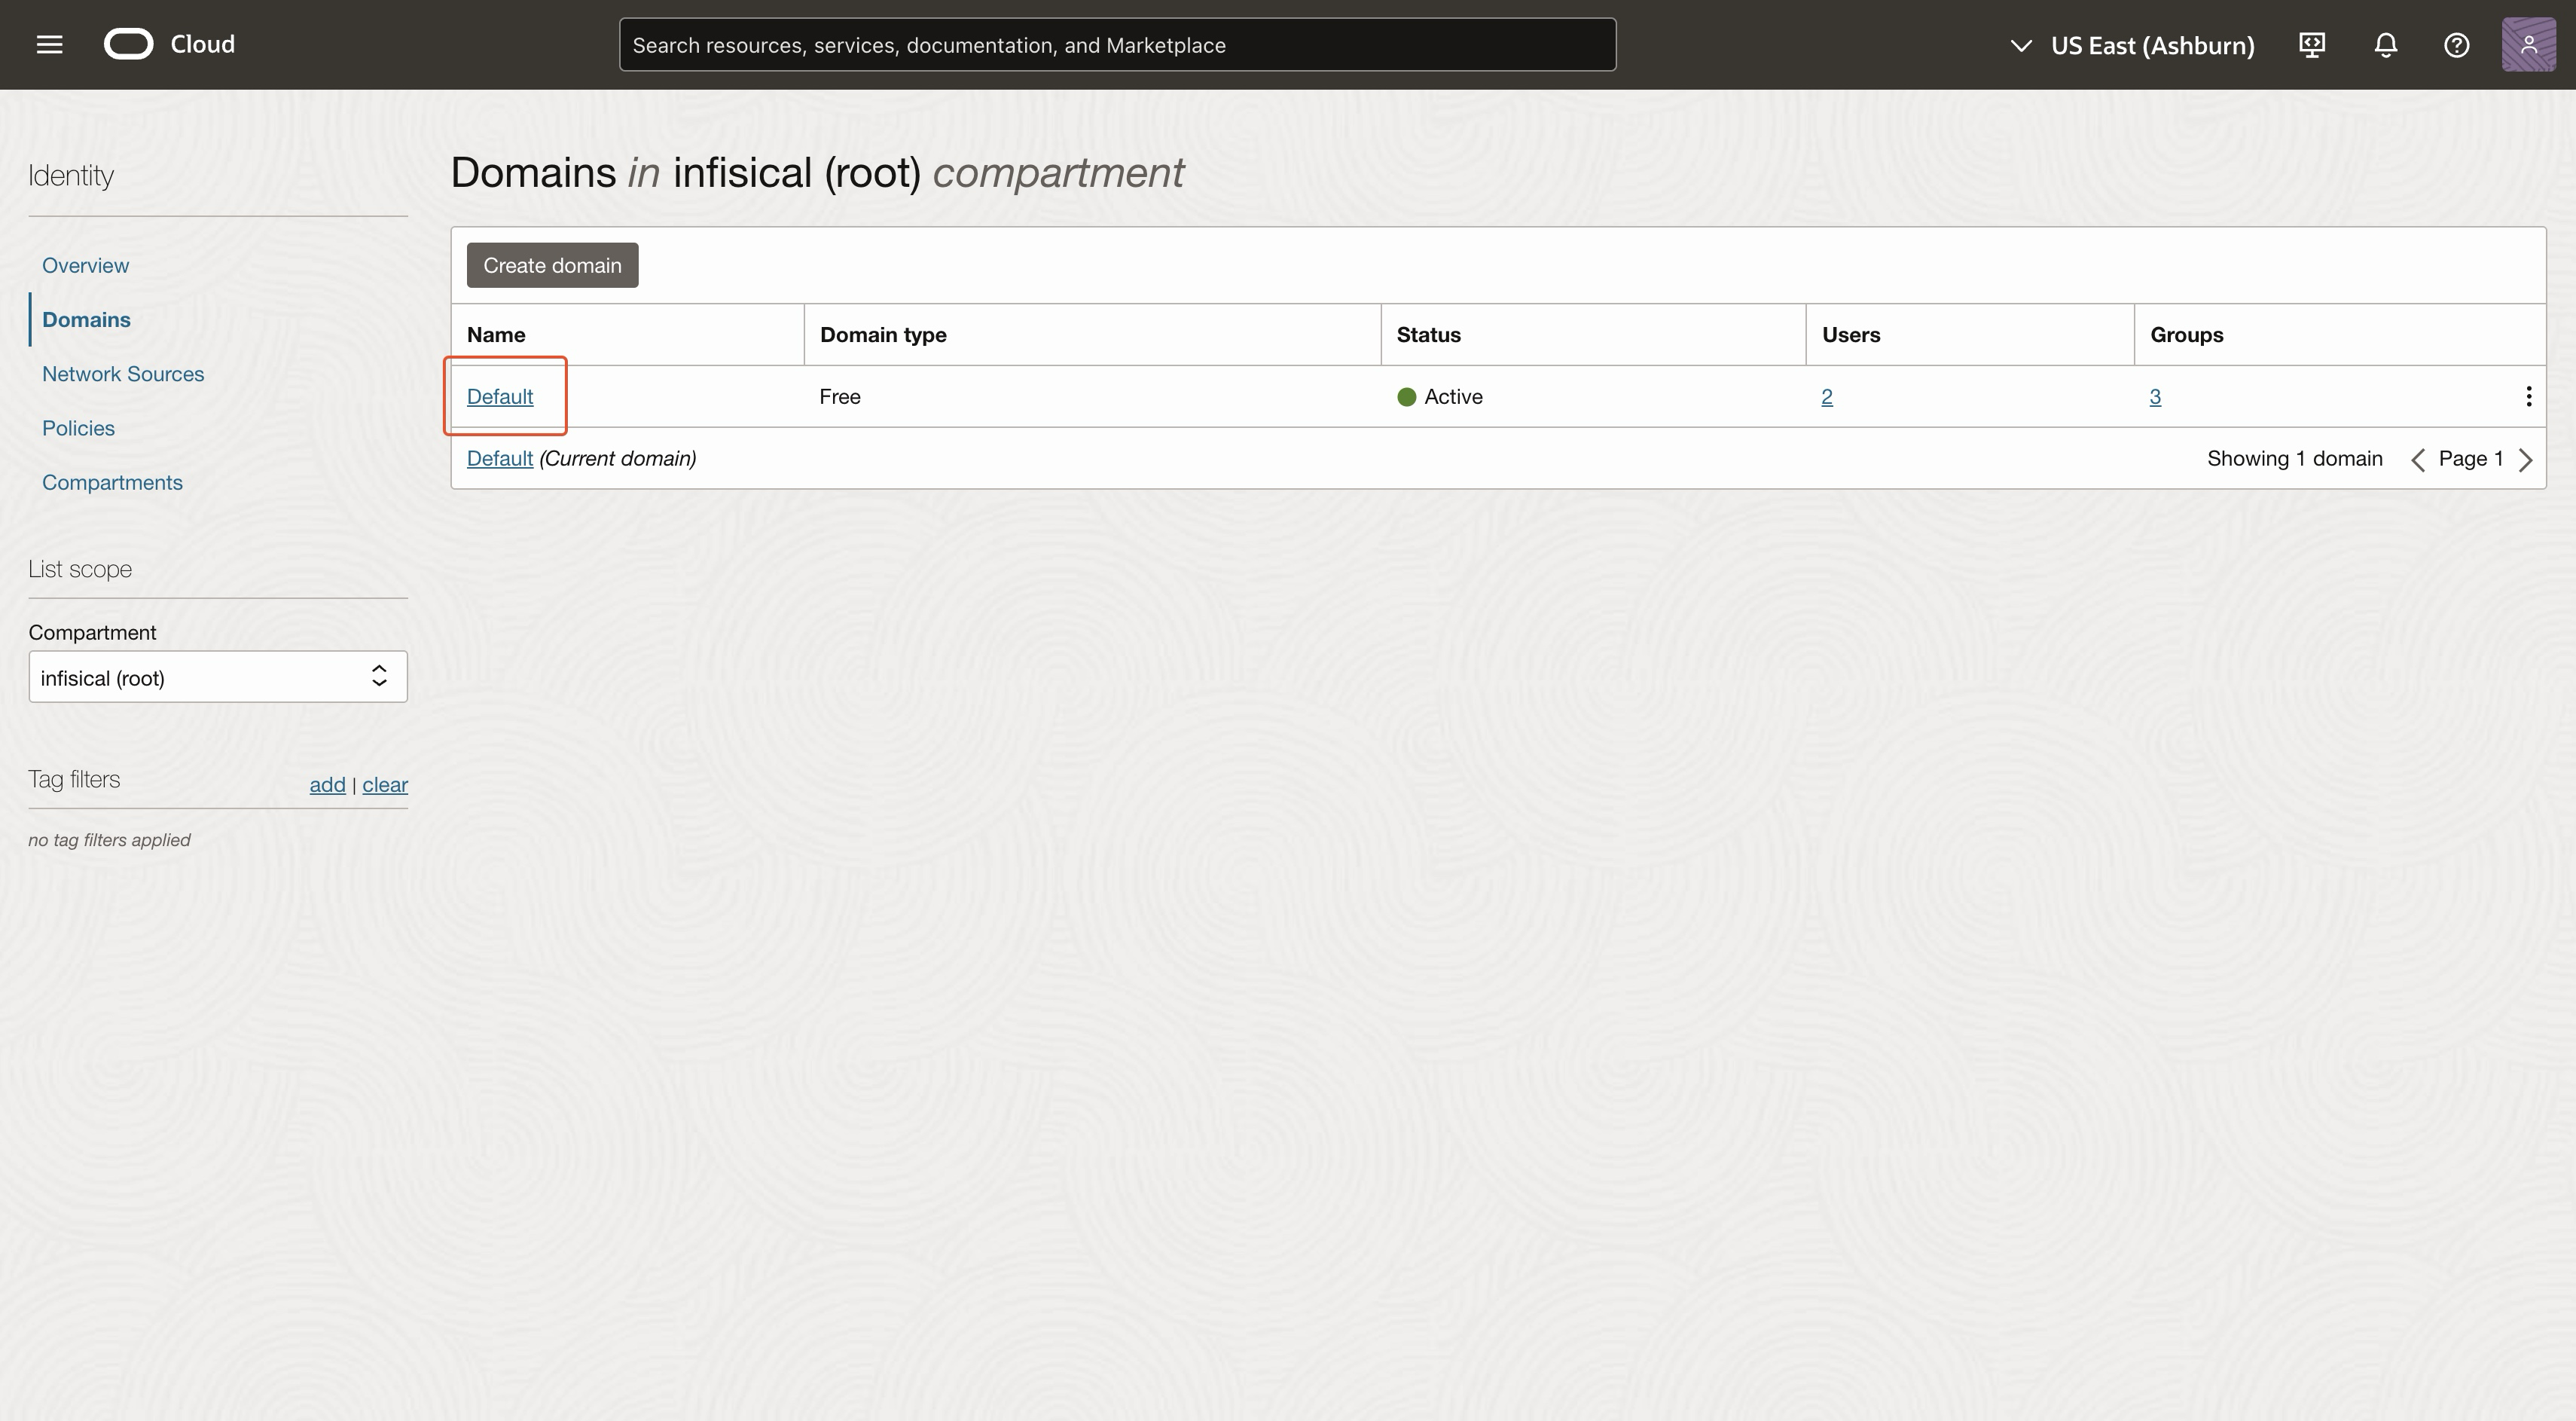 Cloud
Search resources, services, documentation, and Marketplace
US East (Ashburn)
Identity
Overview
Domains
Network Sources
Policies
Compartments
List scope
Compartment
infisical (root)
Tag filters
add | clear
no tag filters applied
Domains in infisical (root) compartment
Create domain
Name Domain type Status Users Groups
Default Free Active 2 3
Default (Current domain) Showing 1 domain Page 1